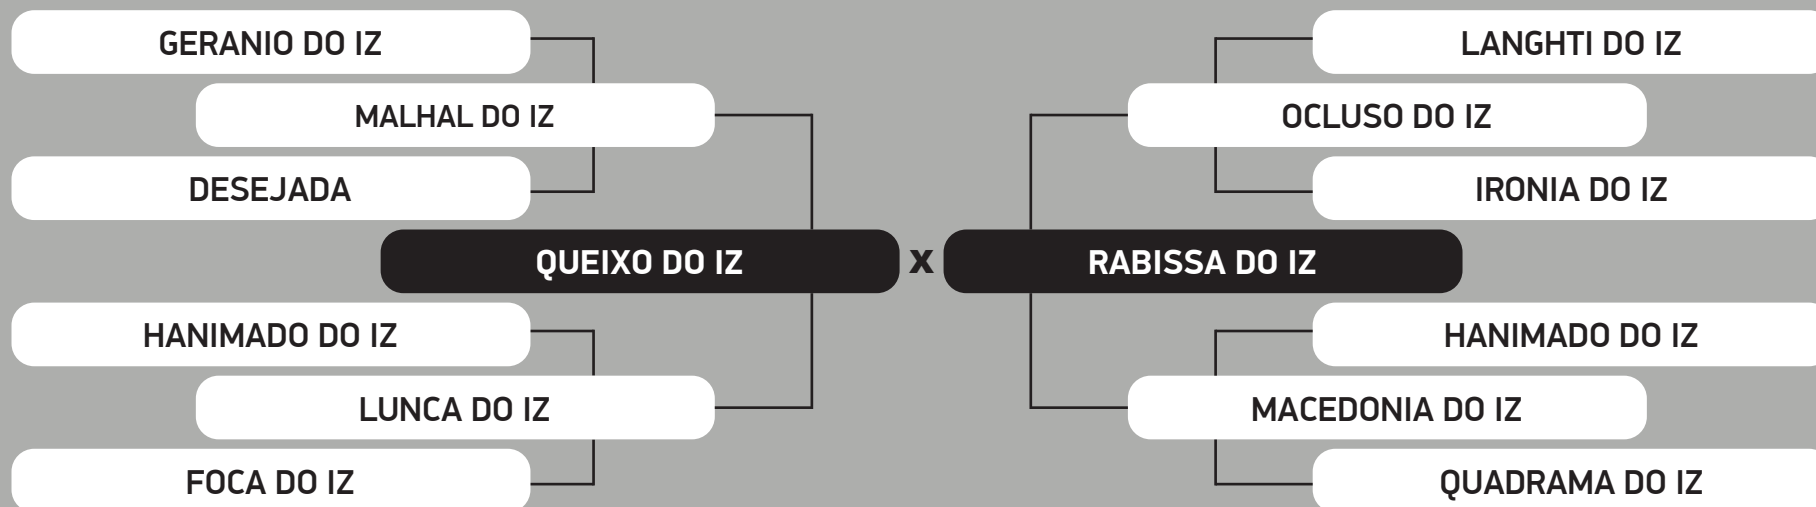 GERANIO DO IZ
LANGHTI DO IZ
MALHAL DO IZ
OCLUSO DO IZ
DESEJADA
IRONIA DO IZ
QUEIXO DO IZ x RABISSA DO IZ
HANIMADO DO IZ
HANIMADO DO IZ
LUNCA DO IZ
MACEDONIA DO IZ
FOCA DO IZ
QUADRAMA DO IZ